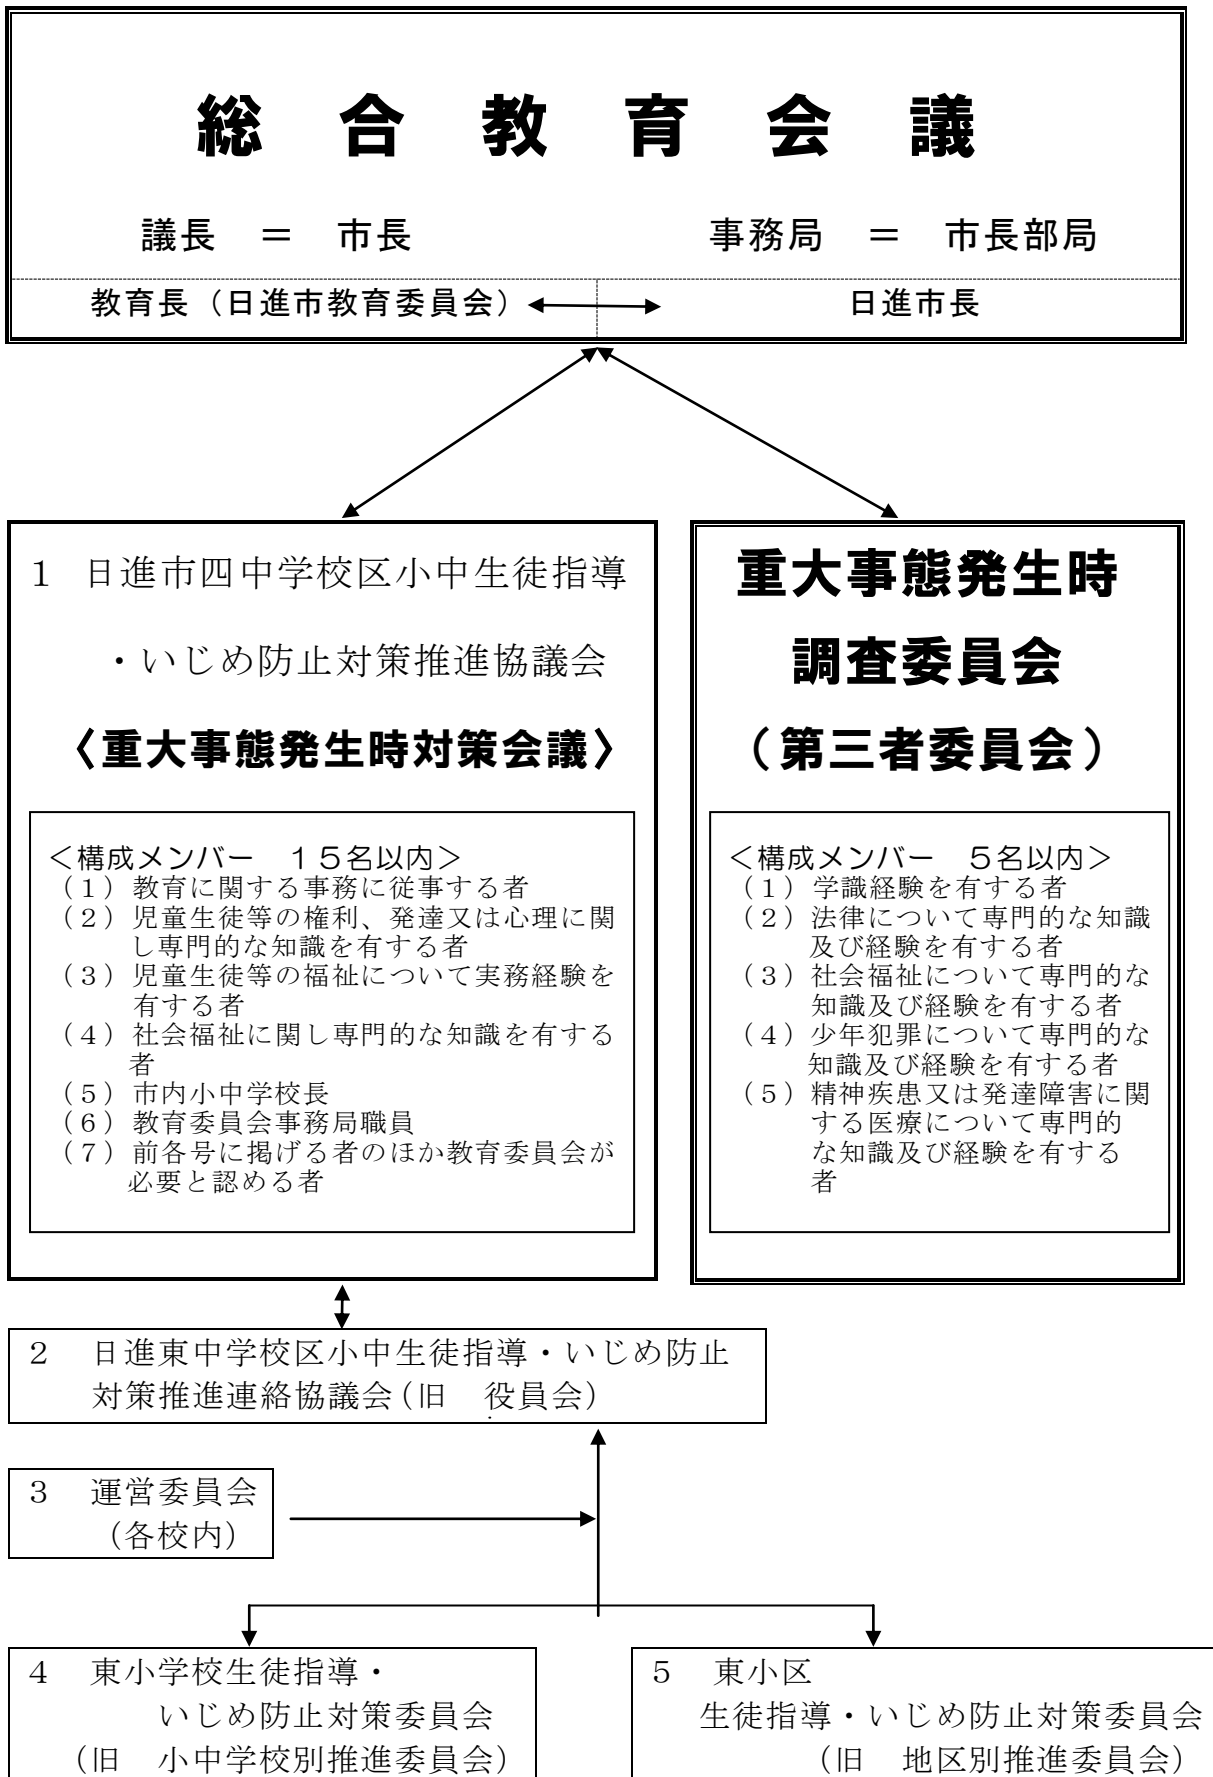 総合教育会議
議長　＝　市長　　事務局　＝　市長部局
教育長（日進市教育委員会）　日進市長
１　日進市四中学校区小中生徒指導
・いじめ防止対策推進協議会
〈重大事態発生時対策会議〉
＜構成メンバー　１５名以内＞
（１）教育に関する事務に従事する者
（２）児童生徒等の権利、発達又は心理に関
し専門的な知識を有する者
（３）児童生徒等の福祉について実務経験を
有する者
（４）社会福祉に関し専門的な知識を有する
者
（５）市内小中学校長
（６）教育委員会事務局職員
（７）前各号に掲げる者のほか教育委員会が
必要と認める者
重大事態発生時
調査委員会
（第三者委員会）
＜構成メンバー　５名以内＞
（１）学識経験を有する者
（２）法律について専門的な知識
及び経験を有する者
（３）社会福祉について専門的な
知識及び経験を有する者
（４）少年犯罪について専門的な
知識及び経験を有する者
（５）精神疾患又は発達障害に関
する医療について専門的
な知識及び経験を有する
者
２　日進東中学校区小中生徒指導・いじめ防止
対策推進連絡協議会（旧　役員会）
３　運営委員会
（各校内）
４　東小学校生徒指導・
いじめ防止対策委員会
（旧　小中学校別推進委員会）
５　東小区
生徒指導・いじめ防止対策委員会
（旧　地区別推進委員会）